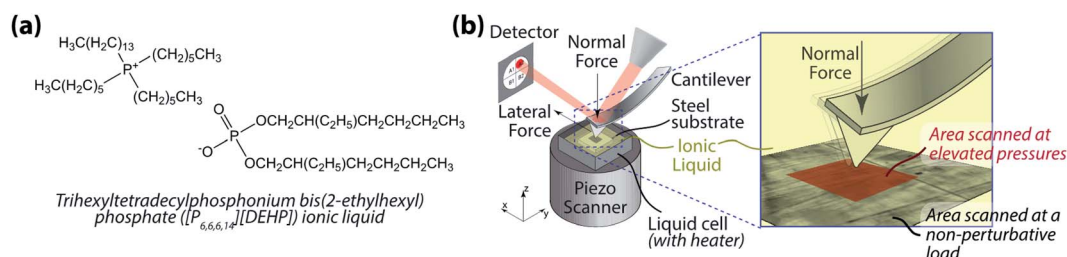 (a)
H3C(H2C)13
(CH2)5CH3
P+
H3C(H2C)5
(CH2)5CH3
O
P
OCH2CH(C2H5)CH2CH2CH2CH3
-O
OCH2CH(C2H5)CH2CH2CH2CH3
Trihexyltetradecylphosphonium bis(2-ethylhexyl)
phosphate ([P6,6,6,14][DEHP]) ionic liquid
(b)
Detector
A1
B1 B2
Normal
Force
Cantilever
Lateral
Force
Steel
substrate
Ionic
Liquid
Piezo
Scanner
z
x
y
Liquid cell
(with heater)
Normal
Force
Area scanned at
elevated pressures
Area scanned at a
non-perturbative
load